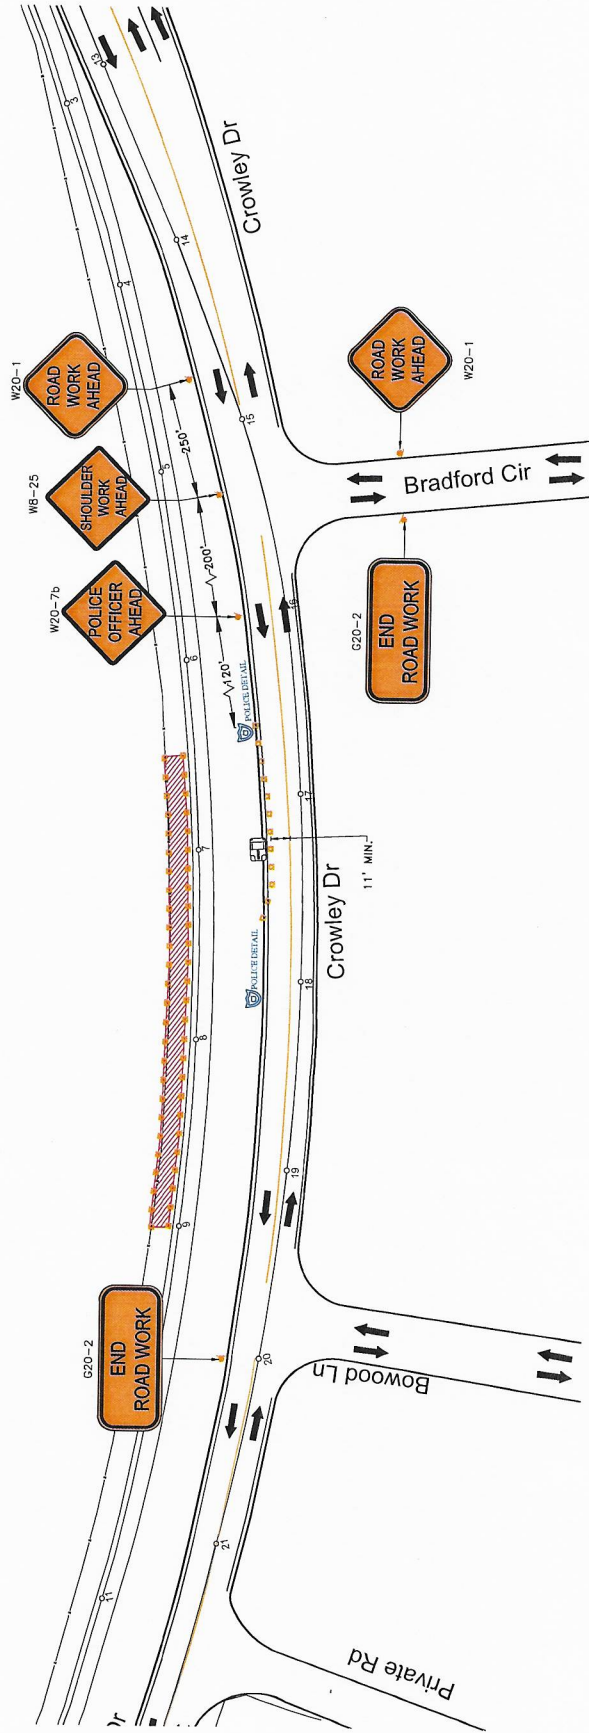 13
3
Crowley Dr
14
4
W20-1
ROAD
WORK
AHEAD
250'
15
5
W8-25
SHOULDER
WORK
AHEAD
200'
W20-7b
POLICE
OFFICER
AHEAD
120'
16
6
ROAD
WORK
AHEAD
W20-1
Bradford Cir
G20-2
END
ROAD WORK
POLICE DETAIL
17
7
11' MIN.
Crowley Dr
POLICE DETAIL
18
8
19
9
G20-2
END
ROAD WORK
20
Bowood Ln
21
11
Private Rd
Dr